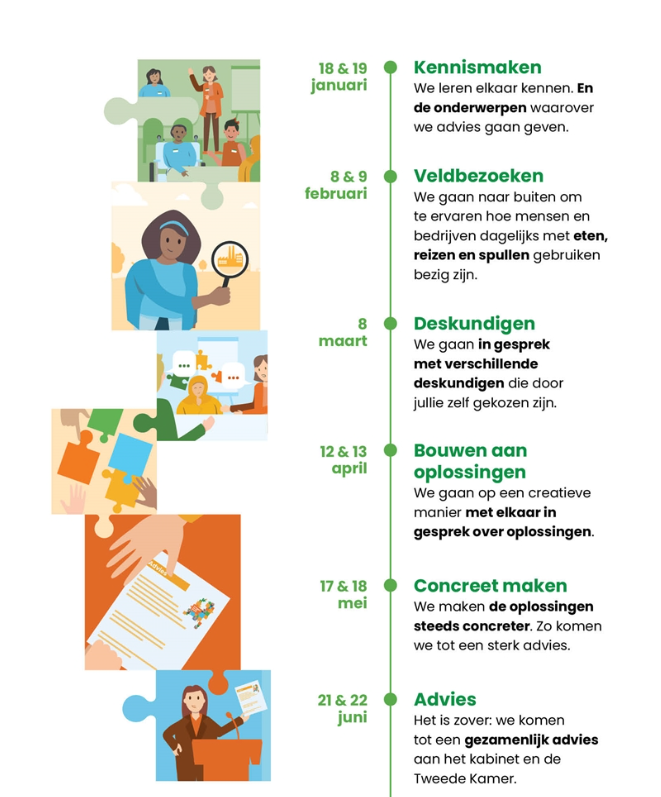 18 & 19
januari
Kennismaken
We leren elkaar kennen. En
de onderwerpen waarover
we advies gaan geven.
8 & 9
februari
Veldbezoeken
We gaan naar buiten om
te ervaren hoe mensen en
bedrijven dagelijks met eten,
reizen en spullen gebruiken
bezig zijn.
8
maart
Deskundigen
We gaan in gesprek
met verschillende
deskundigen die door
jullie zelf gekozen zijn.
12 & 13
april
Bouwen aan
oplossingen
We gaan op een creatieve
manier met elkaar in
gesprek over oplossingen.
Advies
17 & 18
mei
Concreet maken
We maken de oplossingen
steeds concreter. Zo komen
we tot een sterk advies.
21 & 22
juni
Advies
Het is zover: we komen
tot een gezamenlijk advies
aan het kabinet en de
Tweede Kamer.